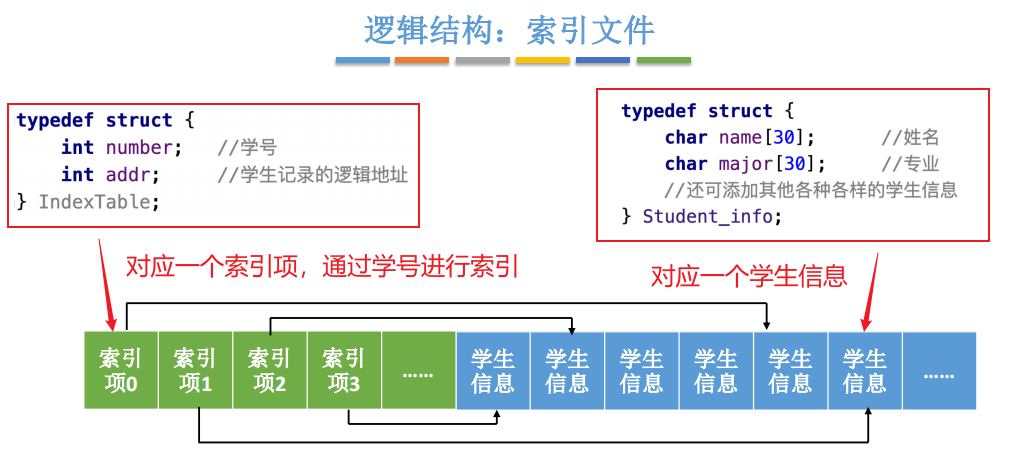 逻辑结构：索引文件
typedef struct {
int number; //学号
int addr; //学生记录的逻辑地址
} IndexTable;
typedef struct {
char name[30]; //姓名
char major[30]; //专业
//还可添加其他各种各样的学生信息
} Student_info;
对应一个索引项，通过学号进行索引
对应一个学生信息
索引
项0
索引
项1
索引
项2
索引
项3
……
学生
信息
学生
信息
学生
信息
学生
信息
学生
信息
学生
信息
……